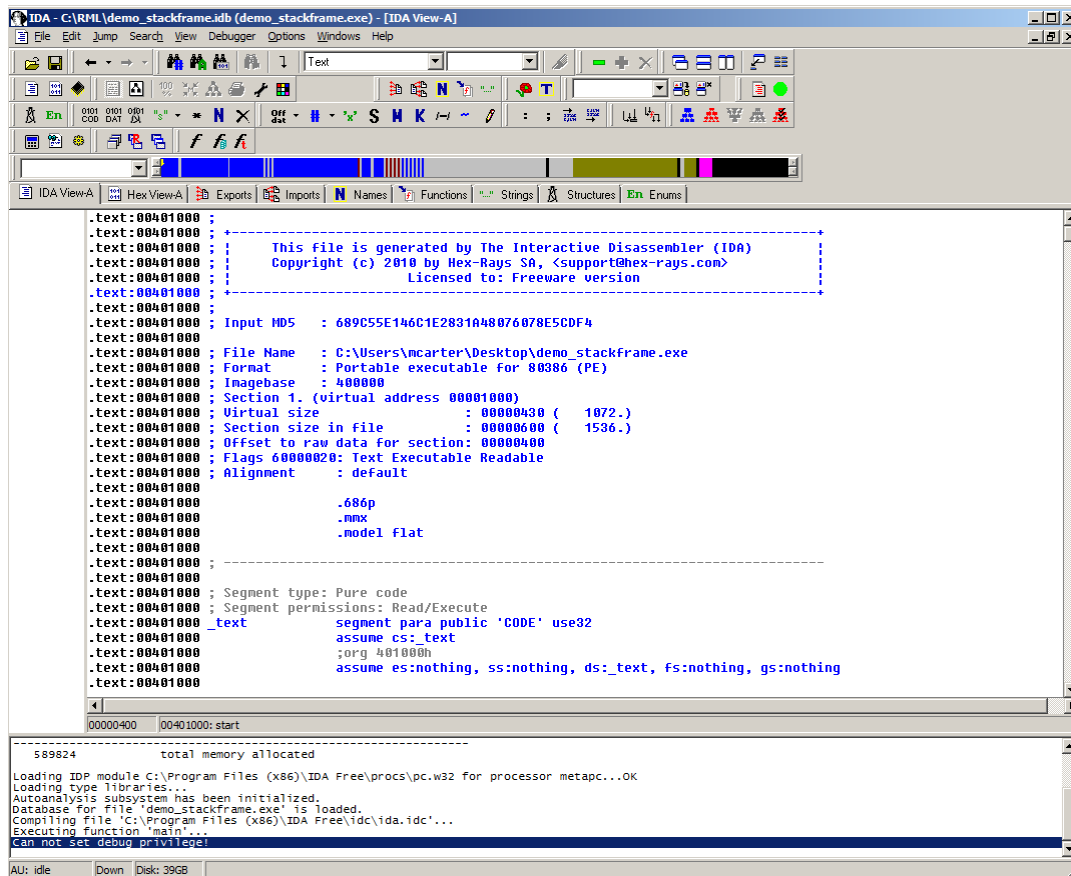 IDA - C:\RML\demo_stackframe.idb (demo_stackframe.exe) - [IDA View-A]
File Edit Jump Search View Debugger Options Windows Help
Text
En
IDA View-A Hex View-A Exports Imports N Names Functions "..." Strings Structures En Enums
.text:00401000 ;
.text:00401000 ; +-------------------------------------------------------------------------+
.text:00401000 ; ¦ This file is generated by The Interactive Disassembler (IDA) ¦
.text:00401000 ; ¦ Copyright (c) 2010 by Hex-Rays SA, <support@hex-rays.com> ¦
.text:00401000 ; ¦ Licensed to: Freeware version ¦
.text:00401000 ; +-------------------------------------------------------------------------+
.text:00401000 ;
.text:00401000 ; Input MD5 : 689C55E146C1E2831A48076078E5CDF4
.text:00401000
.text:00401000 ; File Name : C:\Users\mcarter\Desktop\demo_stackframe.exe
.text:00401000 ; Format : Portable executable for 80386 (PE)
.text:00401000 ; Imagebase : 400000
.text:00401000 ; Section 1. (virtual address 00001000)
.text:00401000 ; Virtual size : 00000430 ( 1072.)
.text:00401000 ; Section size in file : 00000600 ( 1536.)
.text:00401000 ; Offset to raw data for section: 00000400
.text:00401000 ; Flags 60000020: Text Executable Readable
.text:00401000 ; Alignment : default
.text:00401000
.text:00401000 .686p
.text:00401000 .mmx
.text:00401000 .model flat
.text:00401000
.text:00401000 ; ---------------------------------------------------------------------------
.text:00401000
.text:00401000 ; Segment type: Pure code
.text:00401000 ; Segment permissions: Read/Execute
.text:00401000 _text segment para public 'CODE' use32
.text:00401000 assume cs:_text
.text:00401000 ;org 401000h
.text:00401000 assume es:nothing, ss:nothing, ds:_text, fs:nothing, gs:nothing
.text:00401000
00000400 00401000: start
-----------------------------------------------------------------
589824 total memory allocated
Loading IDP module C:\Program Files (x86)\IDA Free\procs\pc.w32 for processor metapc...OK
Loading type libraries...
Autoanalysis subsystem has been initialized.
Database for file 'demo_stackframe.exe' is loaded.
Compiling file 'C:\Program Files (x86)\IDA Free\idc\ida.idc'...
Executing function 'main'...
Can not set debug privilege!
AU: idle Down Disk: 39GB